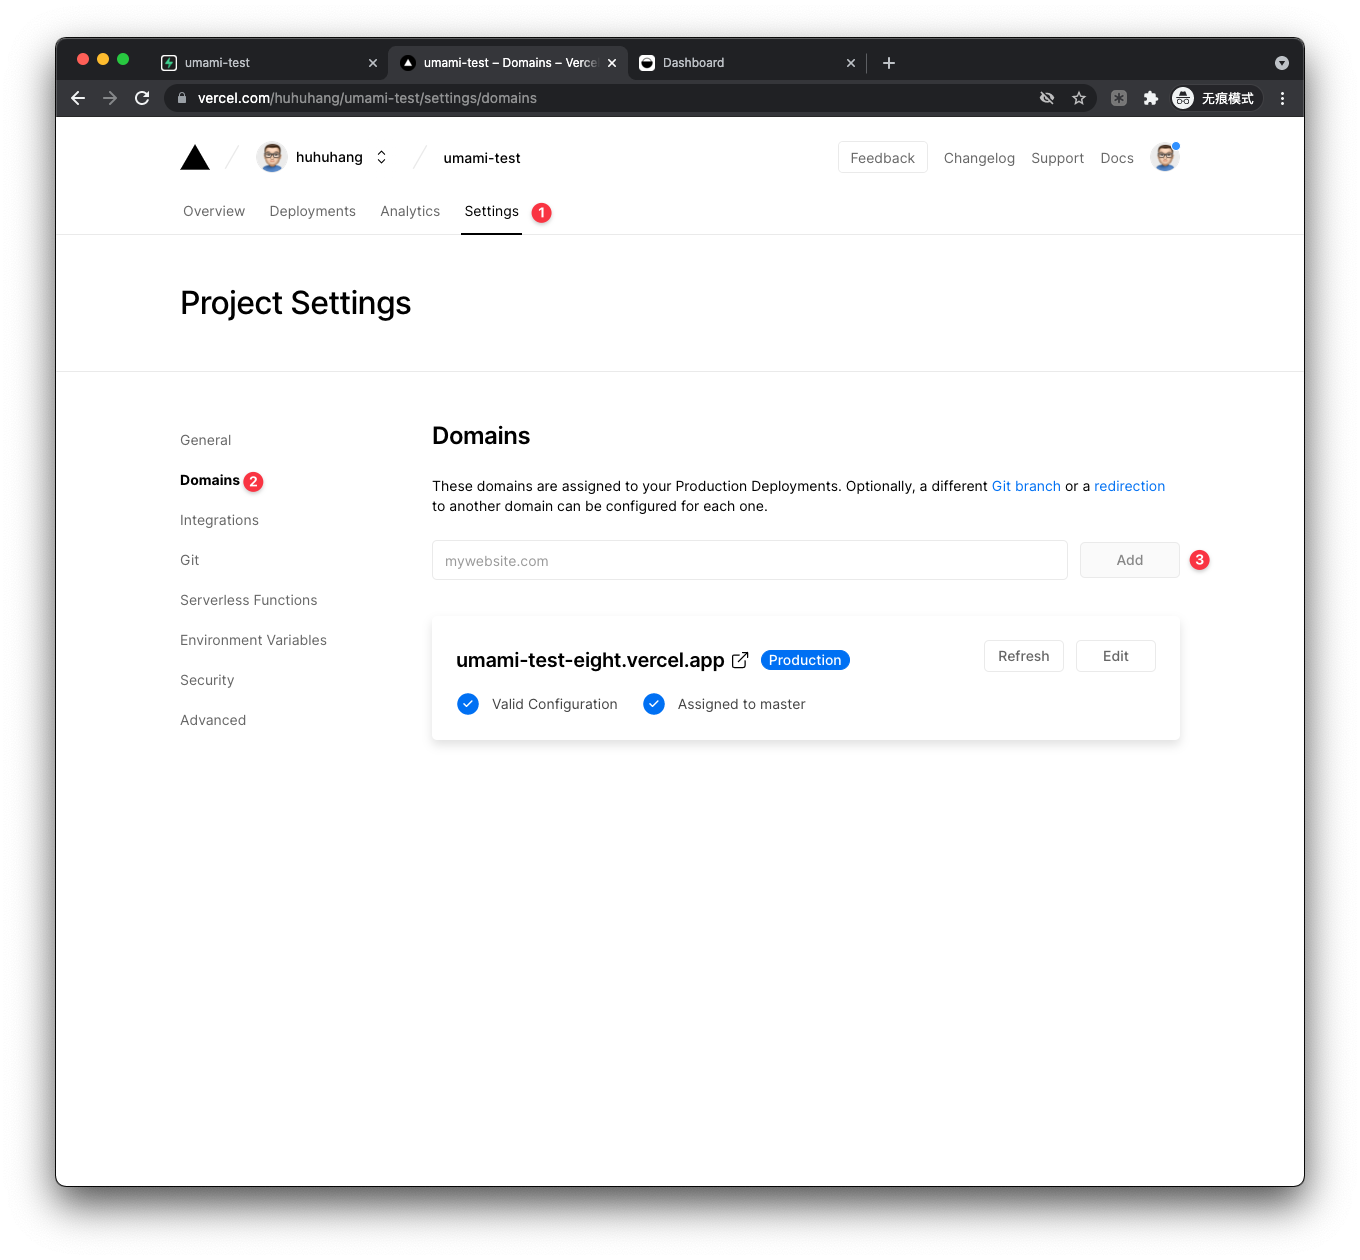 umami-test
umami-test – Domains – Verce
Dashboard
vercel.com/huhuhang/umami-test/settings/domains
无痕模式
huhuhang
umami-test
Feedback
Changelog
Support
Docs
Overview
Deployments
Analytics
Settings
1
Project Settings
General
Domains 2
Integrations
Git
Serverless Functions
Environment Variables
Security
Advanced
Domains
These domains are assigned to your Production Deployments. Optionally, a different Git branch or a redirection
to another domain can be configured for each one.
mywebsite.com
Add
3
umami-test-eight.vercel.app
Production
Refresh
Edit
Valid Configuration
Assigned to master